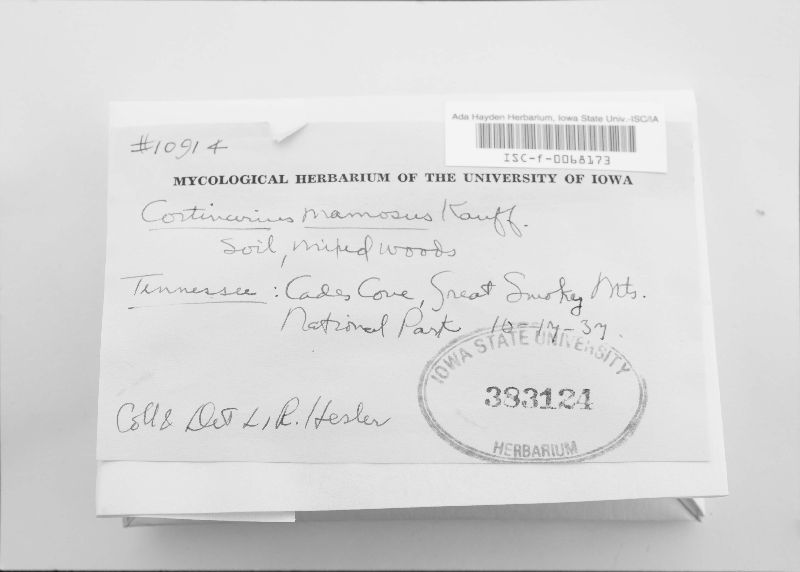 Ada Hayden Herbarium, Iowa State Univ.-ISC/IA
ISC-f-0068173
#10914
MYCOLOGICAL HERBARIUM OF THE UNIVERSITY OF IOWA
Cortinarius mamosus Kauff.
Soil, mixed woods
Tennessee: Cades Cove, Great Smoky Mts.
National Park 10-17-37.
IOWA STATE UNIVERSITY
383124
HERBARIUM
Coll & Det L. R. Hesler